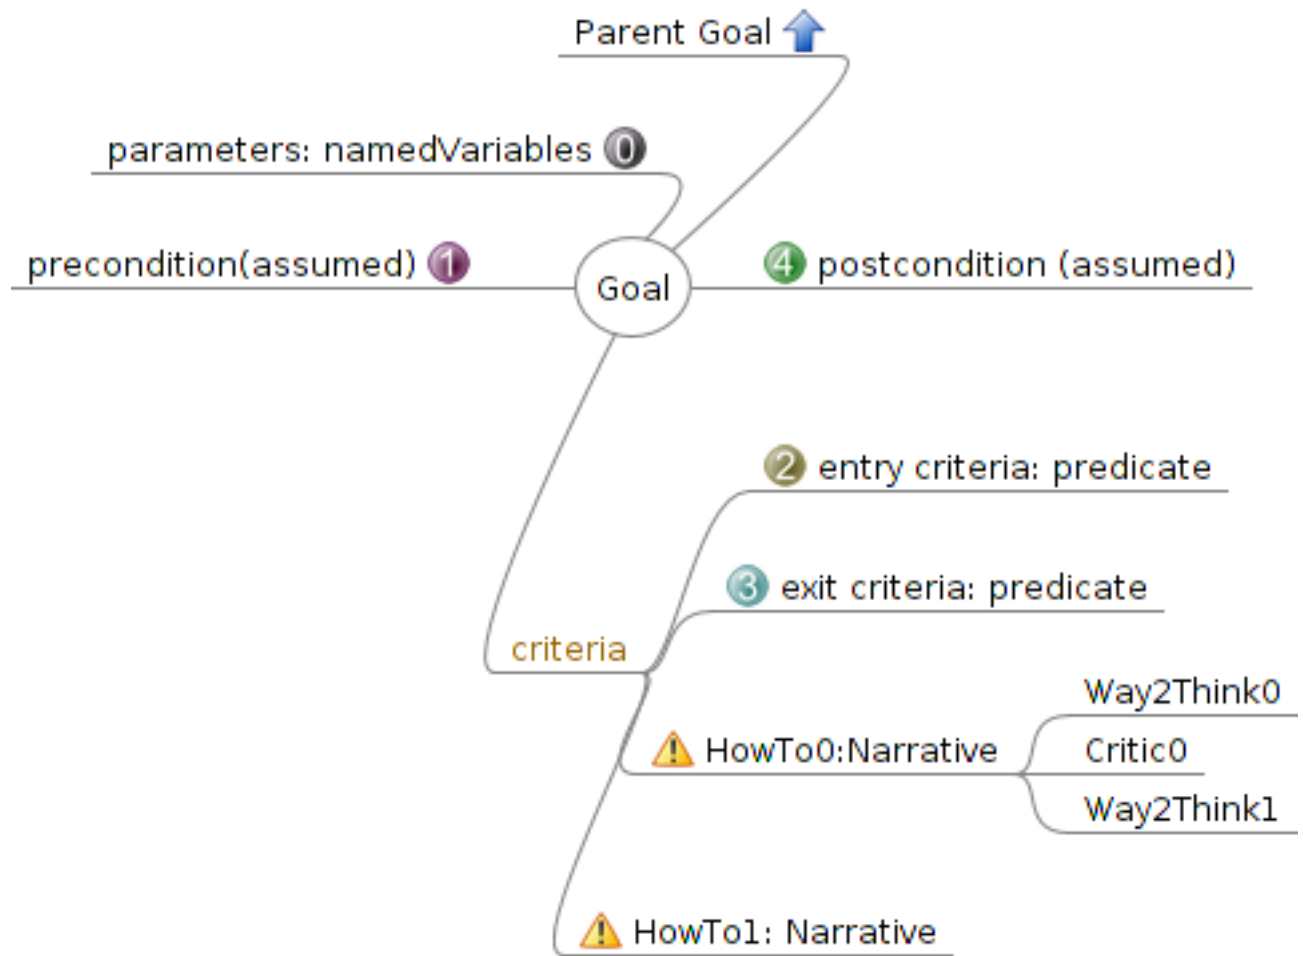 Parent Goal
parameters: namedVariables 0
precondition(assumed) 1
Goal
4 postcondition (assumed)
2 entry criteria: predicate
3 exit criteria: predicate
criteria
Way2Think0
HowTo0:Narrative
Critic0
Way2Think1
HowTo1: Narrative